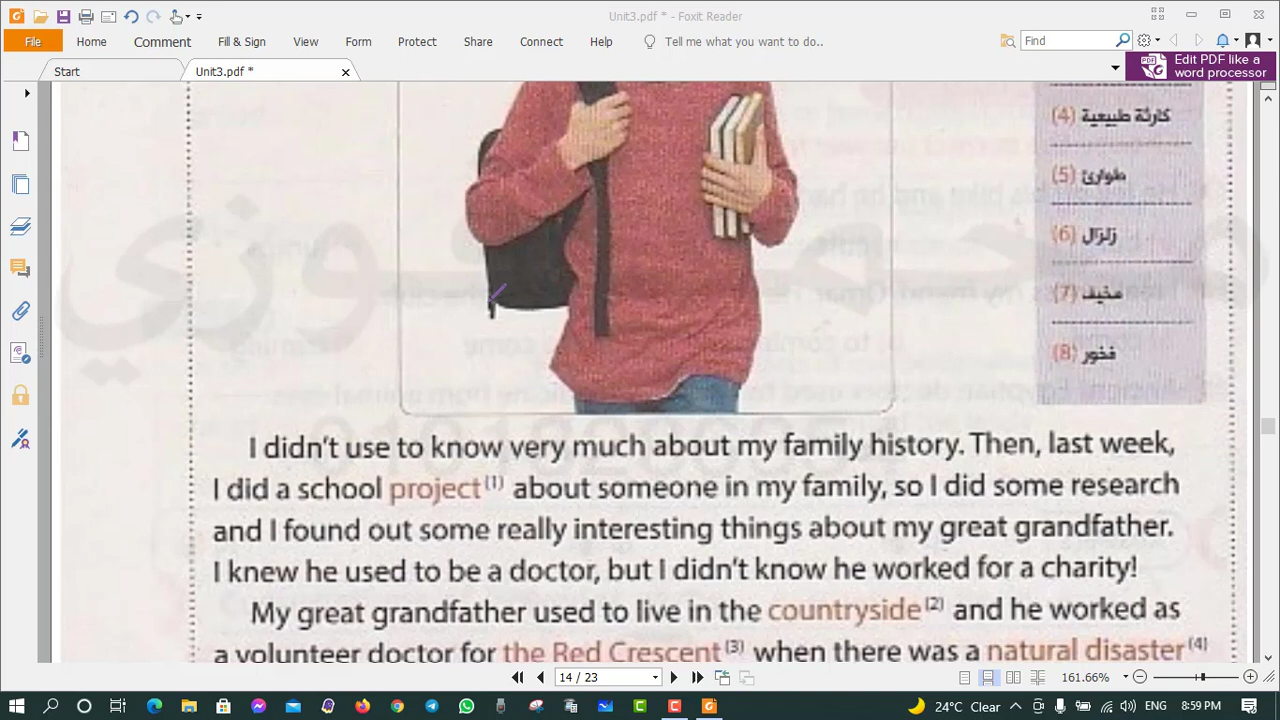 Unit3.pdf * - Foxit Reader
File Home Comment Fill & Sign View Form Protect Share Connect Help Tell me what you want to do.. Find
Start Unit3.pdf * Edit PDF like a word processor
(4) كارثة طبيعية
(5) طوارئ
(6) زلزال
(7) مخيف
(8) فخور
I didn't use to know very much about my family history. Then, last week,
I did a school project(1) about someone in my family, so I did some research
and I found out some really interesting things about my great grandfather.
I knew he used to be a doctor, but I didn't know he worked for a charity!
My great grandfather used to live in the countryside(2) and he worked as
a volunteer doctor for the Red Crescent(3) when there was a natural disaster(4)
14 / 23 161.66%
24°C Clear ENG 8:59 PM